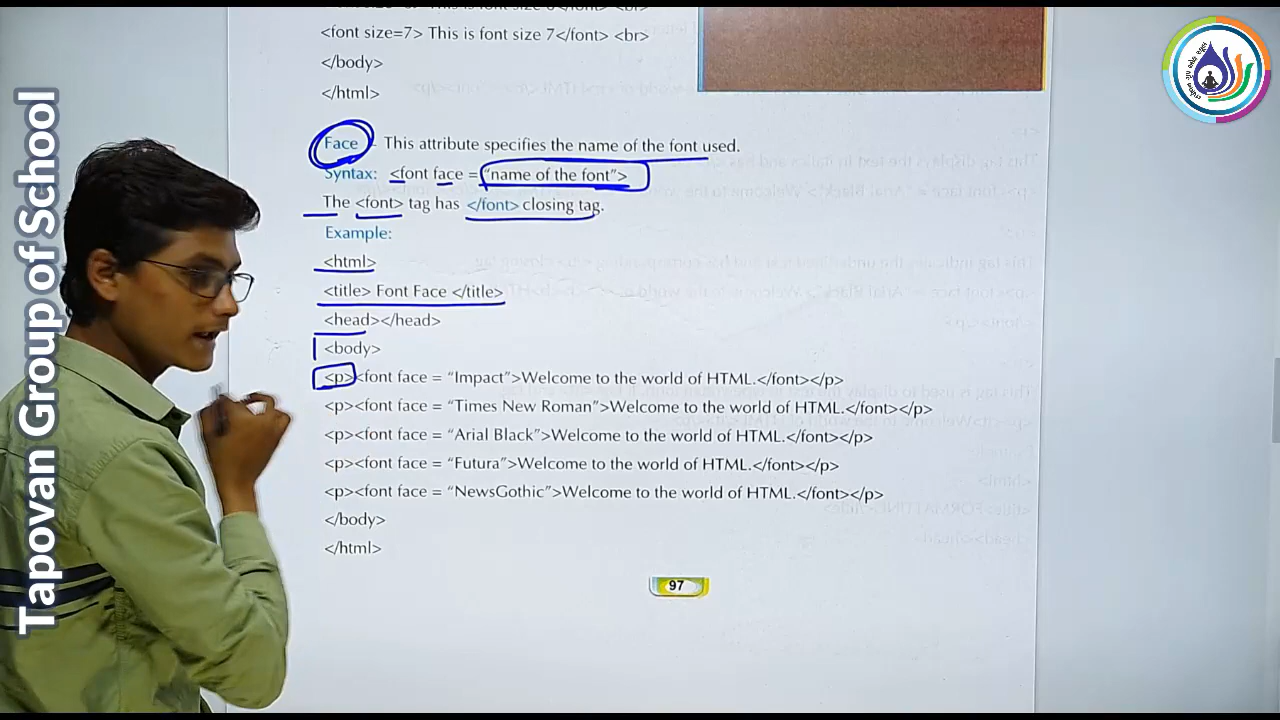 <font size=7> This is font size 7</font> <br>
</body>
</html>
Face - This attribute specifies the name of the font used.
Syntax: <font face = “name of the font”>
The <font> tag has </font> closing tag.
Example:
<html>
<title> Font Face </title>
<head></head>
<body>
<p><font face = “Impact”>Welcome to the world of HTML.</font></p>
<p><font face = “Times New Roman”>Welcome to the world of HTML.</font></p>
<p><font face = “Arial Black”>Welcome to the world of HTML.</font></p>
<p><font face = “Futura”>Welcome to the world of HTML.</font></p>
<p><font face = “NewsGothic”>Welcome to the world of HTML.</font></p>
</body>
</html>
97
Tapovan Group of School